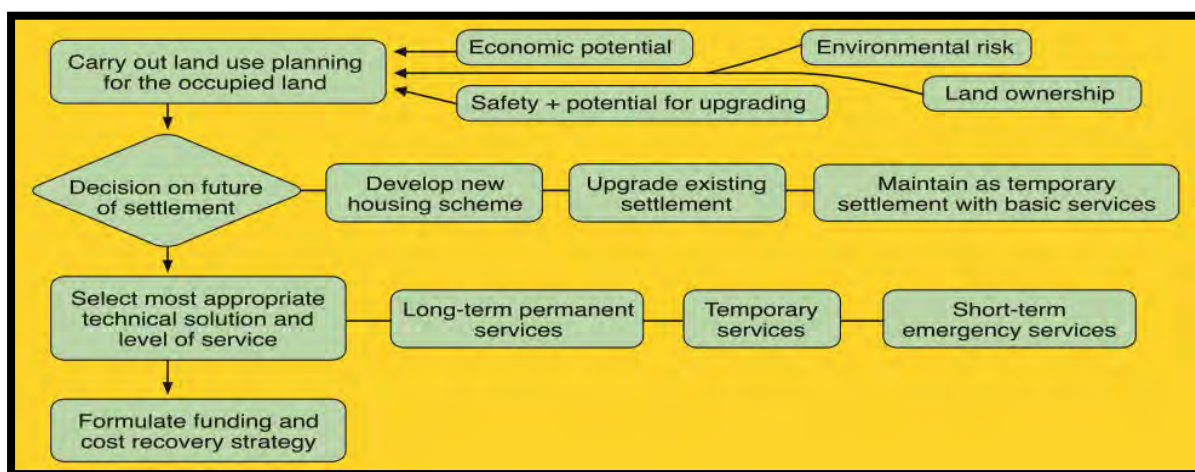 Carry out land use planning
for the occupied land
Economic potential
Environmental risk
Safety + potential for upgrading
Land ownership
Decision on future
of settlement
Develop new
housing scheme
Upgrade existing
settlement
Maintain as temporary
settlement with basic services
Select most appropriate
technical solution and
level of service
Long-term permanent
services
Temporary
services
Short-term
emergency services
Formulate funding and
cost recovery strategy